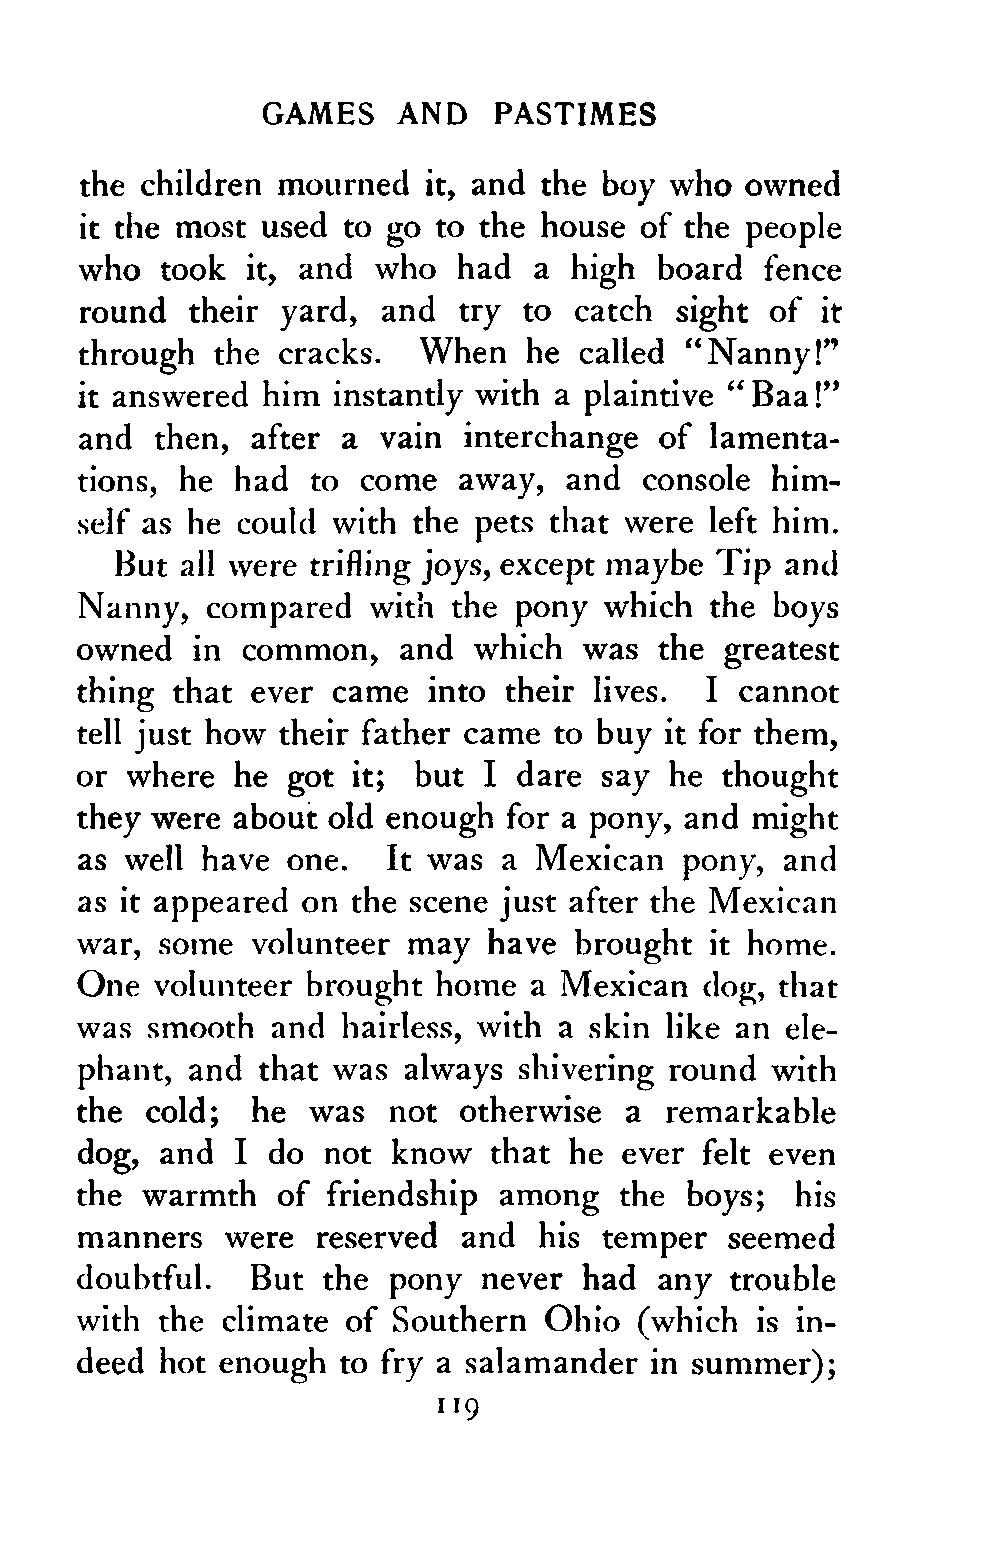 GAMES AND PASTIMES
the children mourned it, and the boy who owned
it the most used to go to the house of the people
who took it, and who had a high board fence
round their yard, and try to catch sight of it
through the cracks. When he called "Nanny!"
it answered him instantly with a plaintive "Baa!"
and then, after a vain interchange of lamenta-
tions, he had to come away, and console him-
self as he could with the pets that were left him.
But all were trifling joys, except maybe Tip and
Nanny, compared with the pony which the boys
owned in common, and which was the greatest
thing that ever came into their lives. I cannot
tell just how their father came to buy it for them,
or where he got it; but I dare say he thought
they were about old enough for a pony, and might
as well have one. It was a Mexican pony, and
as it appeared on the scene just after the Mexican
war, some volunteer may have brought it home.
One volunteer brought home a Mexican dog, that
was smooth and hairless, with a skin like an ele-
phant, and that was always shivering round with
the cold; he was not otherwise a remarkable
dog, and I do not know that he ever felt even
the warmth of friendship among the boys; his
manners were reserved and his temper seemed
doubtful. But the pony never had any trouble
with the climate of Southern Ohio (which is in-
deed hot enough to fry a salamander in summer);
119